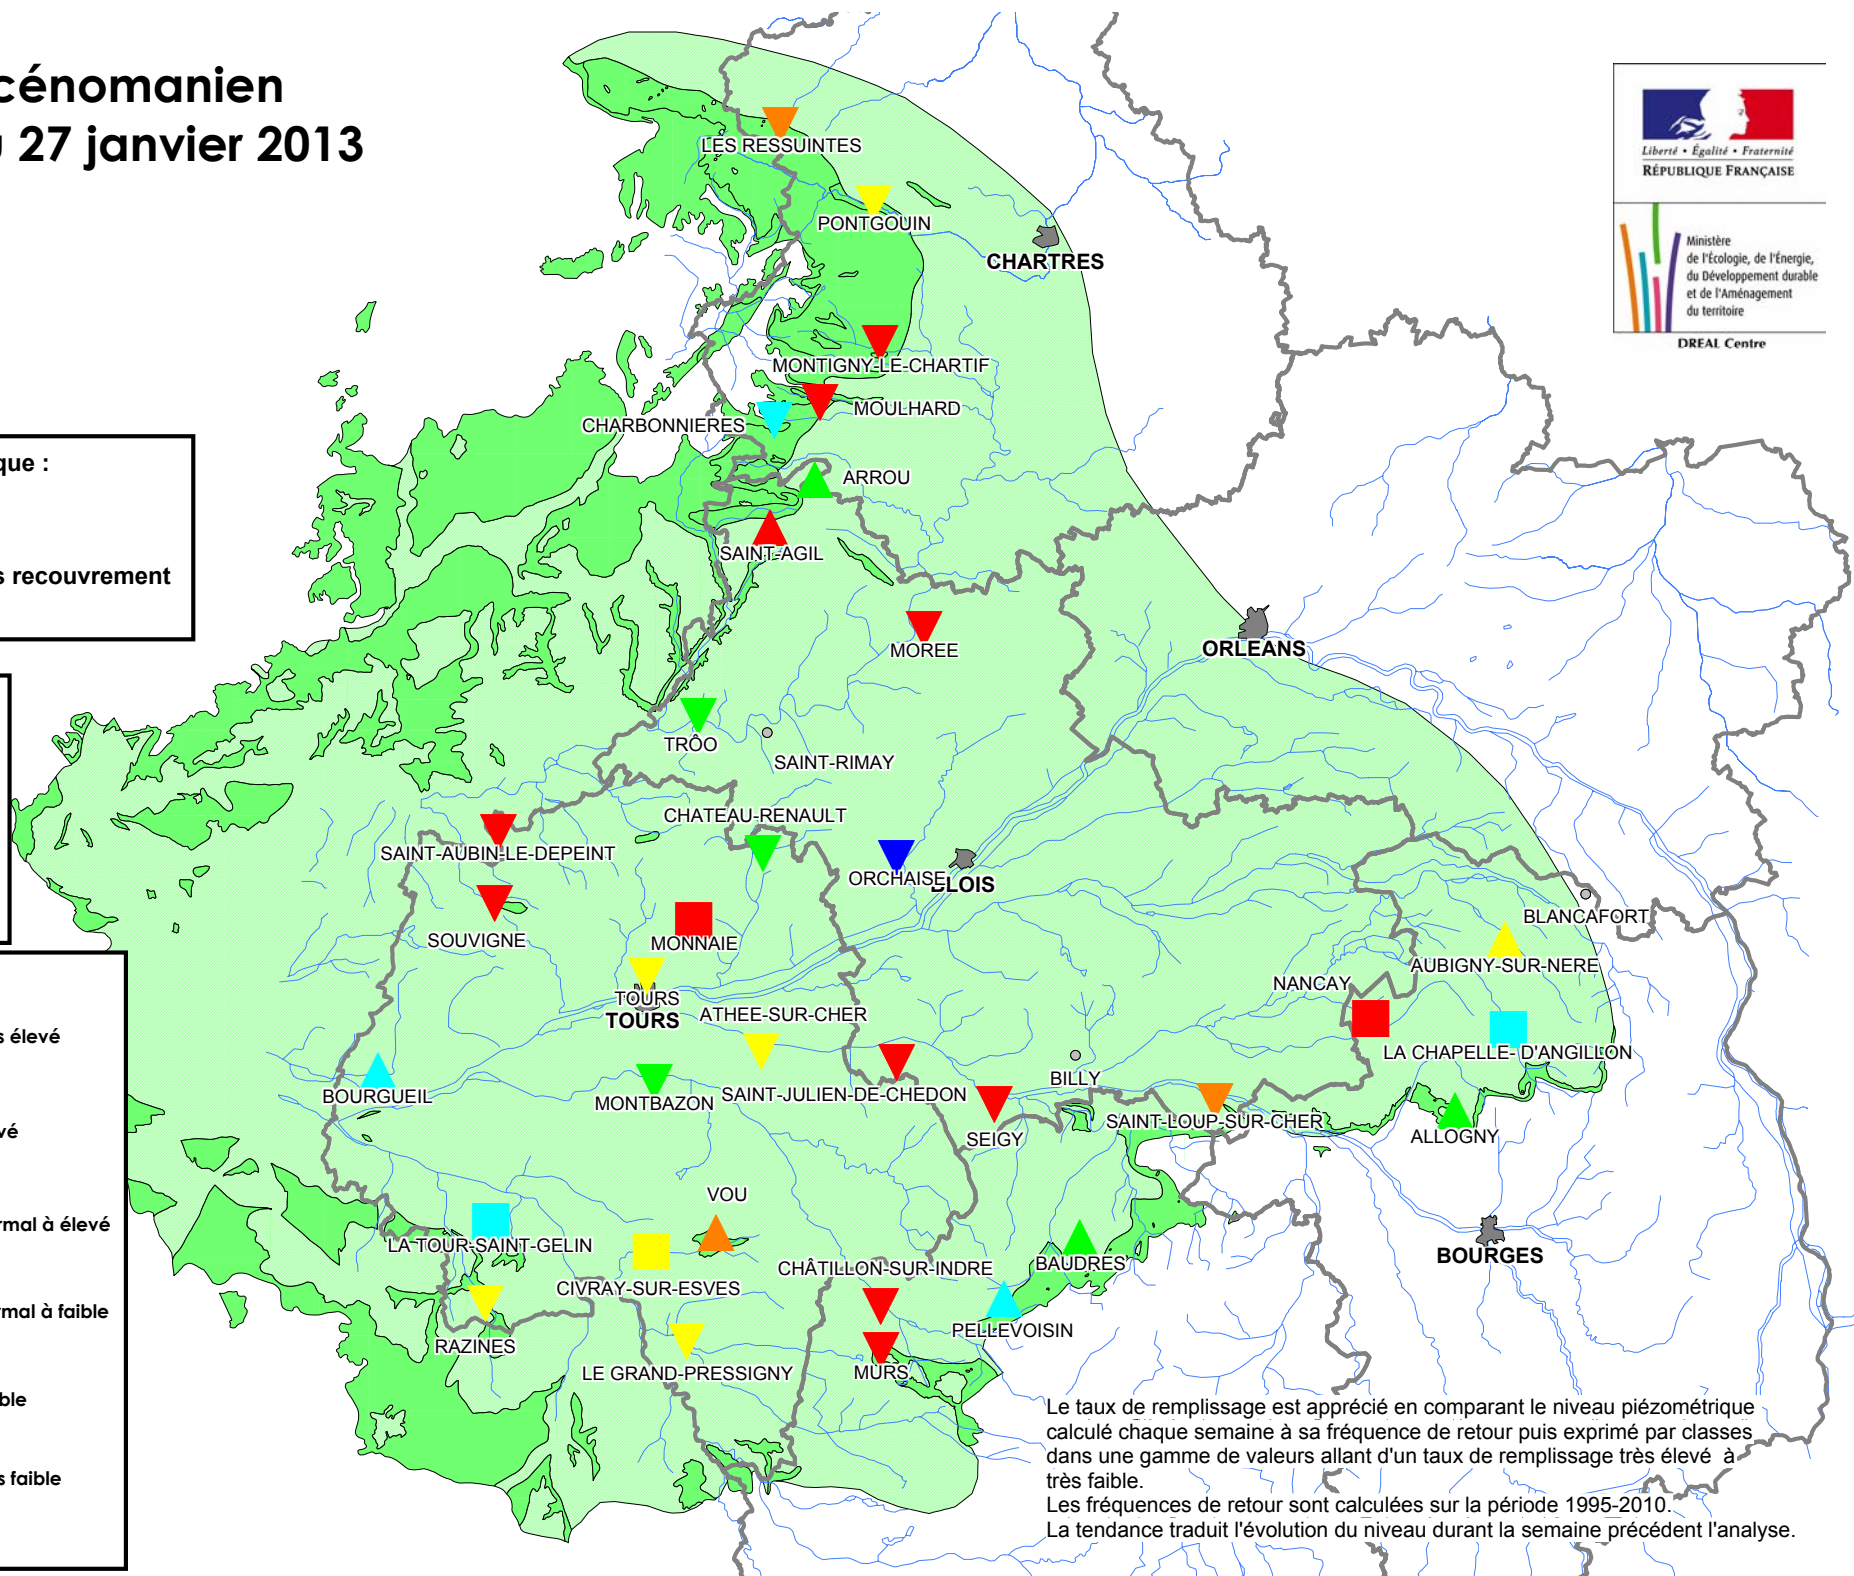 cénomanien
27 janvier 2013
Liberté • Égalité • Fraternité
RÉPUBLIQUE FRANÇAISE
Ministère
de l'Écologie, de l'Énergie,
du Développement durable
et de l'Aménagement
du territoire
DREAL Centre
que :
s recouvrement
s élevé
vé
rmal à élevé
rmal à faible
ble
s faible
LES RESSUINTES
PONTGOUIN
CHARTRES
MONTIGNY-LE-CHARTIF
MOULHARD
CHARBONNIERES
ARROU
SAINT-AGIL
MOREE
ORLEANS
TRÔO
SAINT-RIMAY
CHATEAU-RENAULT
SAINT-AUBIN-LE-DEPEINT
ORCHAISE
BLOIS
SOUVIGNE
MONNAIE
BLANCAFORT
AUBIGNY-SUR-NERE
NANCAY
TOURS
TOURS
ATHEE-SUR-CHER
LA CHAPELLE- D'ANGILLON
BOURGUEIL
MONTBAZON
SAINT-JULIEN-DE-CHEDON
BILLY
SEIGY
SAINT-LOUP-SUR-CHER
ALLOGNY
VOU
LA TOUR-SAINT-GELIN
CIVRAY-SUR-ESVES
CHÂTILLON-SUR-INDRE
BAUDRES
BOURGES
PELLEVOISIN
RAZINES
LE GRAND-PRESSIGNY
MURS
Le taux de remplissage est apprécié en comparant le niveau piézométrique
calculé chaque semaine à sa fréquence de retour puis exprimé par classes
dans une gamme de valeurs allant d'un taux de remplissage très élevé à
très faible.
Les fréquences de retour sont calculées sur la période 1995-2010.
La tendance traduit l'évolution du niveau durant la semaine précédent l'analyse.